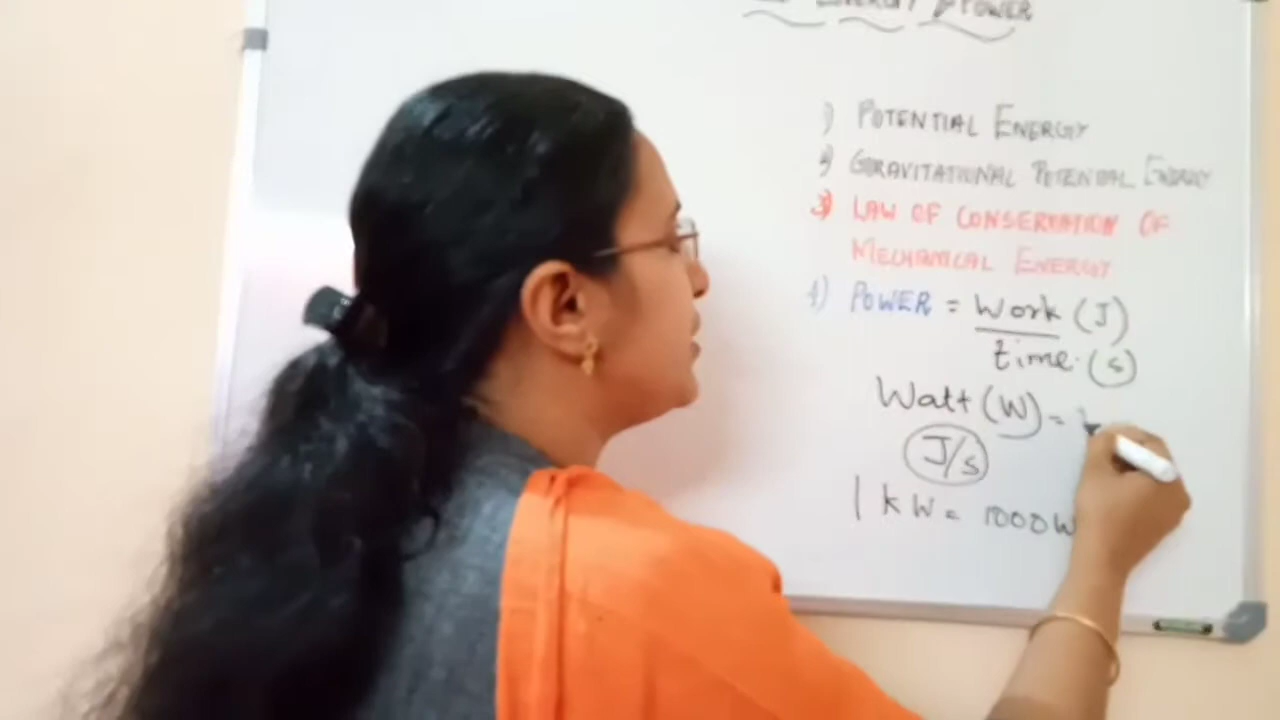 ENERGY & POWER
1) POTENTIAL ENERGY
2) GRAVITATIONAL POTENTIAL ENERGY
3) LAW OF CONSERVATION OF
MECHANICAL ENERGY
4) POWER = Work (J)
time (s)
Watt (W) =
J/s
1 kW = 1000W